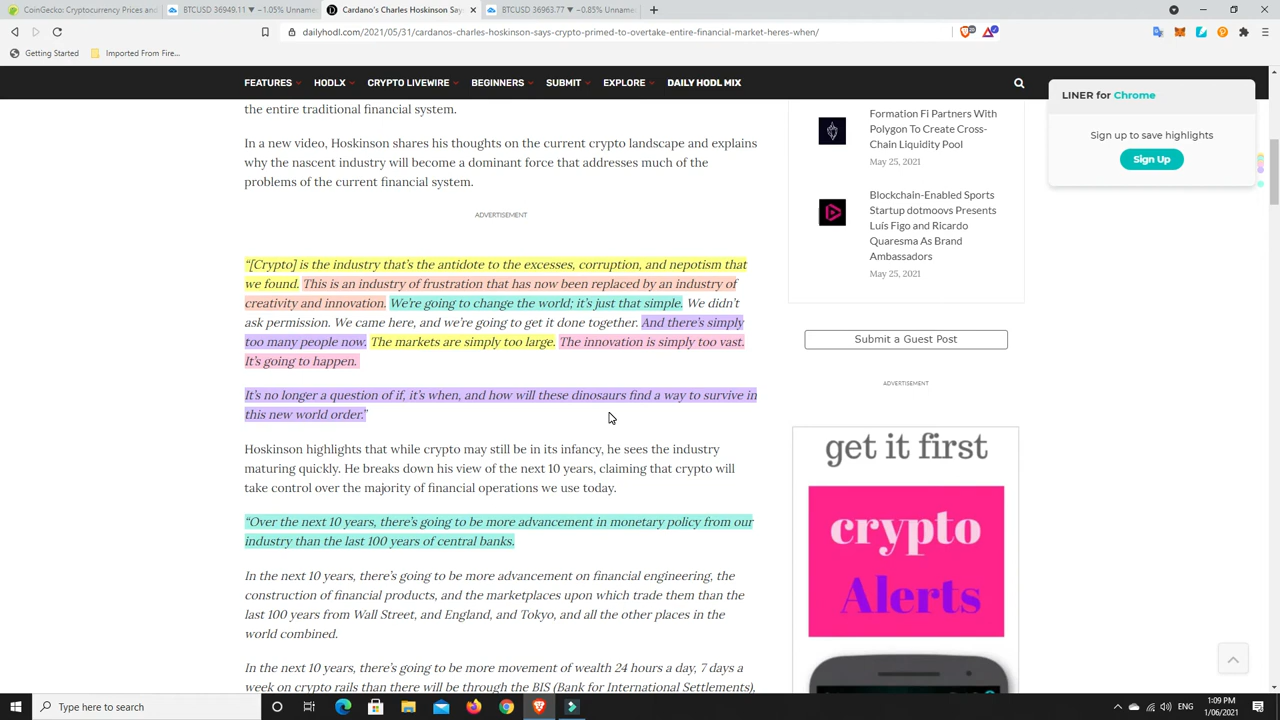 CoinGecko: Cryptocurrency Prices and
BTCUSD 36949.11 ▼ −1.05% Unname
Cardano's Charles Hoskinson Say
BTCUSD 36963.77 ▼ −0.85% Unname
dailyhodl.com/2021/05/31/cardanos-charles-hoskinson-says-crypto-primed-to-overtake-entire-financial-market-heres-when/
Getting Started
Imported From Fire...
FEATURES HODLX CRYPTO LIVEWIRE BEGINNERS SUBMIT EXPLORE DAILY HODL MIX
the entire traditional financial system.
In a new video, Hoskinson shares his thoughts on the current crypto landscape and explains
why the nascent industry will become a dominant force that addresses much of the
problems of the current financial system.
ADVERTISEMENT
“[Crypto] is the industry that’s the antidote to the excesses, corruption, and nepotism that
we found. This is an industry of frustration that has now been replaced by an industry of
creativity and innovation. We’re going to change the world; it’s just that simple. We didn’t
ask permission. We came here, and we’re going to get it done together. And there’s simply
too many people now. The markets are simply too large. The innovation is simply too vast.
It’s going to happen.
It’s no longer a question of if, it’s when, and how will these dinosaurs find a way to survive in
this new world order.”
Hoskinson highlights that while crypto may still be in its infancy, he sees the industry
maturing quickly. He breaks down his view of the next 10 years, claiming that crypto will
take control over the majority of financial operations we use today.
“Over the next 10 years, there’s going to be more advancement in monetary policy from our
industry than the last 100 years of central banks.
In the next 10 years, there’s going to be more advancement on financial engineering, the
construction of financial products, and the marketplaces upon which trade them than the
last 100 years from Wall Street, and England, and Tokyo, and all the other places in the
world combined.
In the next 10 years, there’s going to be more movement of wealth 24 hours a day, 7 days a
week on crypto rails than there will be through the BIS (Bank for International Settlements),
Formation Fi Partners With
Polygon To Create Cross-
Chain Liquidity Pool
May 25, 2021
Blockchain-Enabled Sports
Startup dotmoovs Presents
Luís Figo and Ricardo
Quaresma As Brand
Ambassadors
May 25, 2021
Submit a Guest Post
ADVERTISEMENT
get it first
crypto
Alerts
LINER for Chrome
Sign up to save highlights
Sign Up
Type here to search
ENG
1:09 PM
1/06/2021